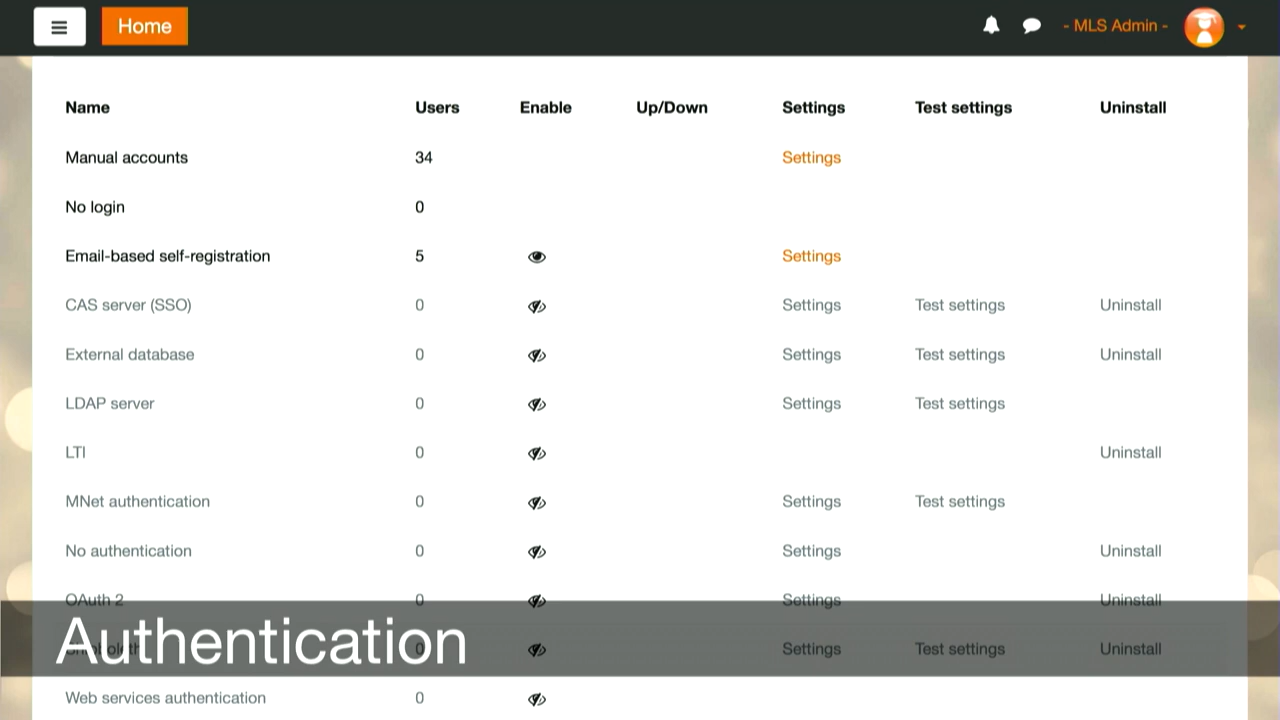 Home - MLS Admin -
Name Users Enable Up/Down Settings Test settings Uninstall
Manual accounts 34 Settings
No login 0
Email-based self-registration 5 Settings
CAS server (SSO) 0 Settings Test settings Uninstall
External database 0 Settings Test settings Uninstall
LDAP server 0 Settings Test settings
LTI 0 Uninstall
MNet authentication 0 Settings Test settings
No authentication 0 Settings Uninstall
OAuth 2 0 Settings Uninstall
Authentication
0 Settings Test settings Uninstall
Web services authentication 0